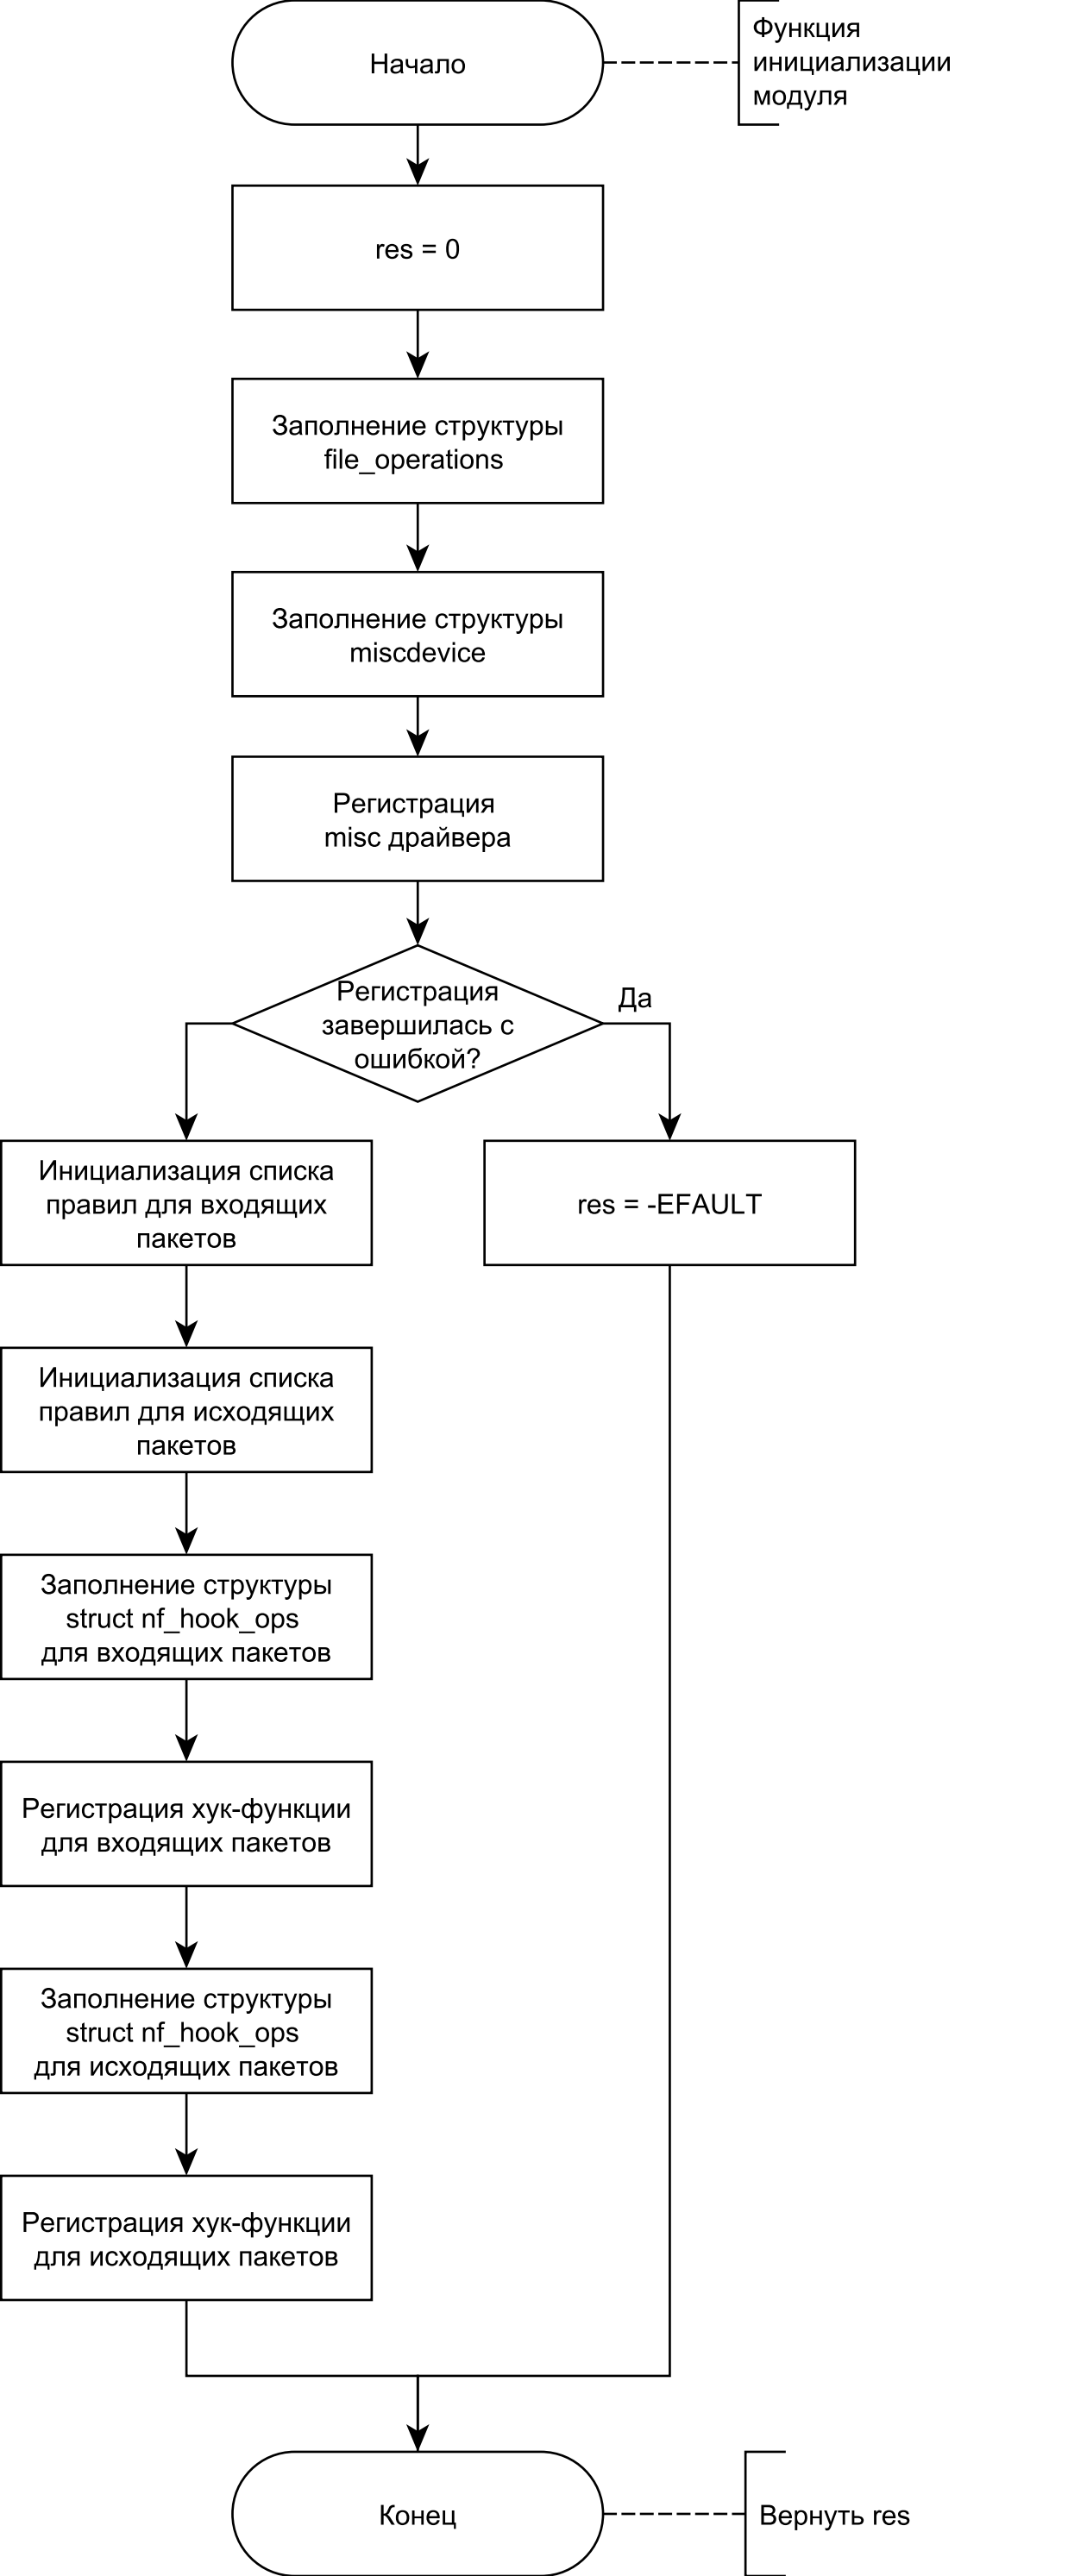 Начало
Функция
инициализации
модуля
res = 0
Заполнение структуры
file_operations
Заполнение структуры
miscdevice
Регистрация
misc драйвера
Регистрация
завершилась с
ошибкой?
Да
Инициализация списка
правил для входящих
пакетов
res = -EFAULT
Инициализация списка
правил для исходящих
пакетов
Заполнение структуры
struct nf_hook_ops
для входящих пакетов
Регистрация хук-функции
для входящих пакетов
Заполнение структуры
struct nf_hook_ops
для исходящих пакетов
Регистрация хук-функции
для исходящих пакетов
Конец
Вернуть res